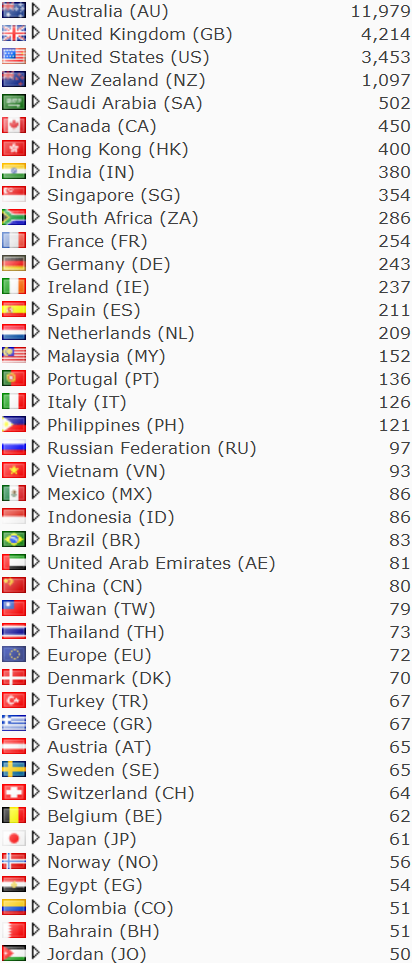 Australia (AU) 11,979
United Kingdom (GB) 4,214
United States (US) 3,453
New Zealand (NZ) 1,097
Saudi Arabia (SA) 502
Canada (CA) 450
Hong Kong (HK) 400
India (IN) 380
Singapore (SG) 354
South Africa (ZA) 286
France (FR) 254
Germany (DE) 243
Ireland (IE) 237
Spain (ES) 211
Netherlands (NL) 209
Malaysia (MY) 152
Portugal (PT) 136
Italy (IT) 126
Philippines (PH) 121
Russian Federation (RU) 97
Vietnam (VN) 93
Mexico (MX) 86
Indonesia (ID) 86
Brazil (BR) 83
United Arab Emirates (AE) 81
China (CN) 80
Taiwan (TW) 79
Thailand (TH) 73
Europe (EU) 72
Denmark (DK) 70
Turkey (TR) 67
Greece (GR) 67
Austria (AT) 65
Sweden (SE) 65
Switzerland (CH) 64
Belgium (BE) 62
Japan (JP) 61
Norway (NO) 56
Egypt (EG) 54
Colombia (CO) 51
Bahrain (BH) 51
Jordan (JO) 50